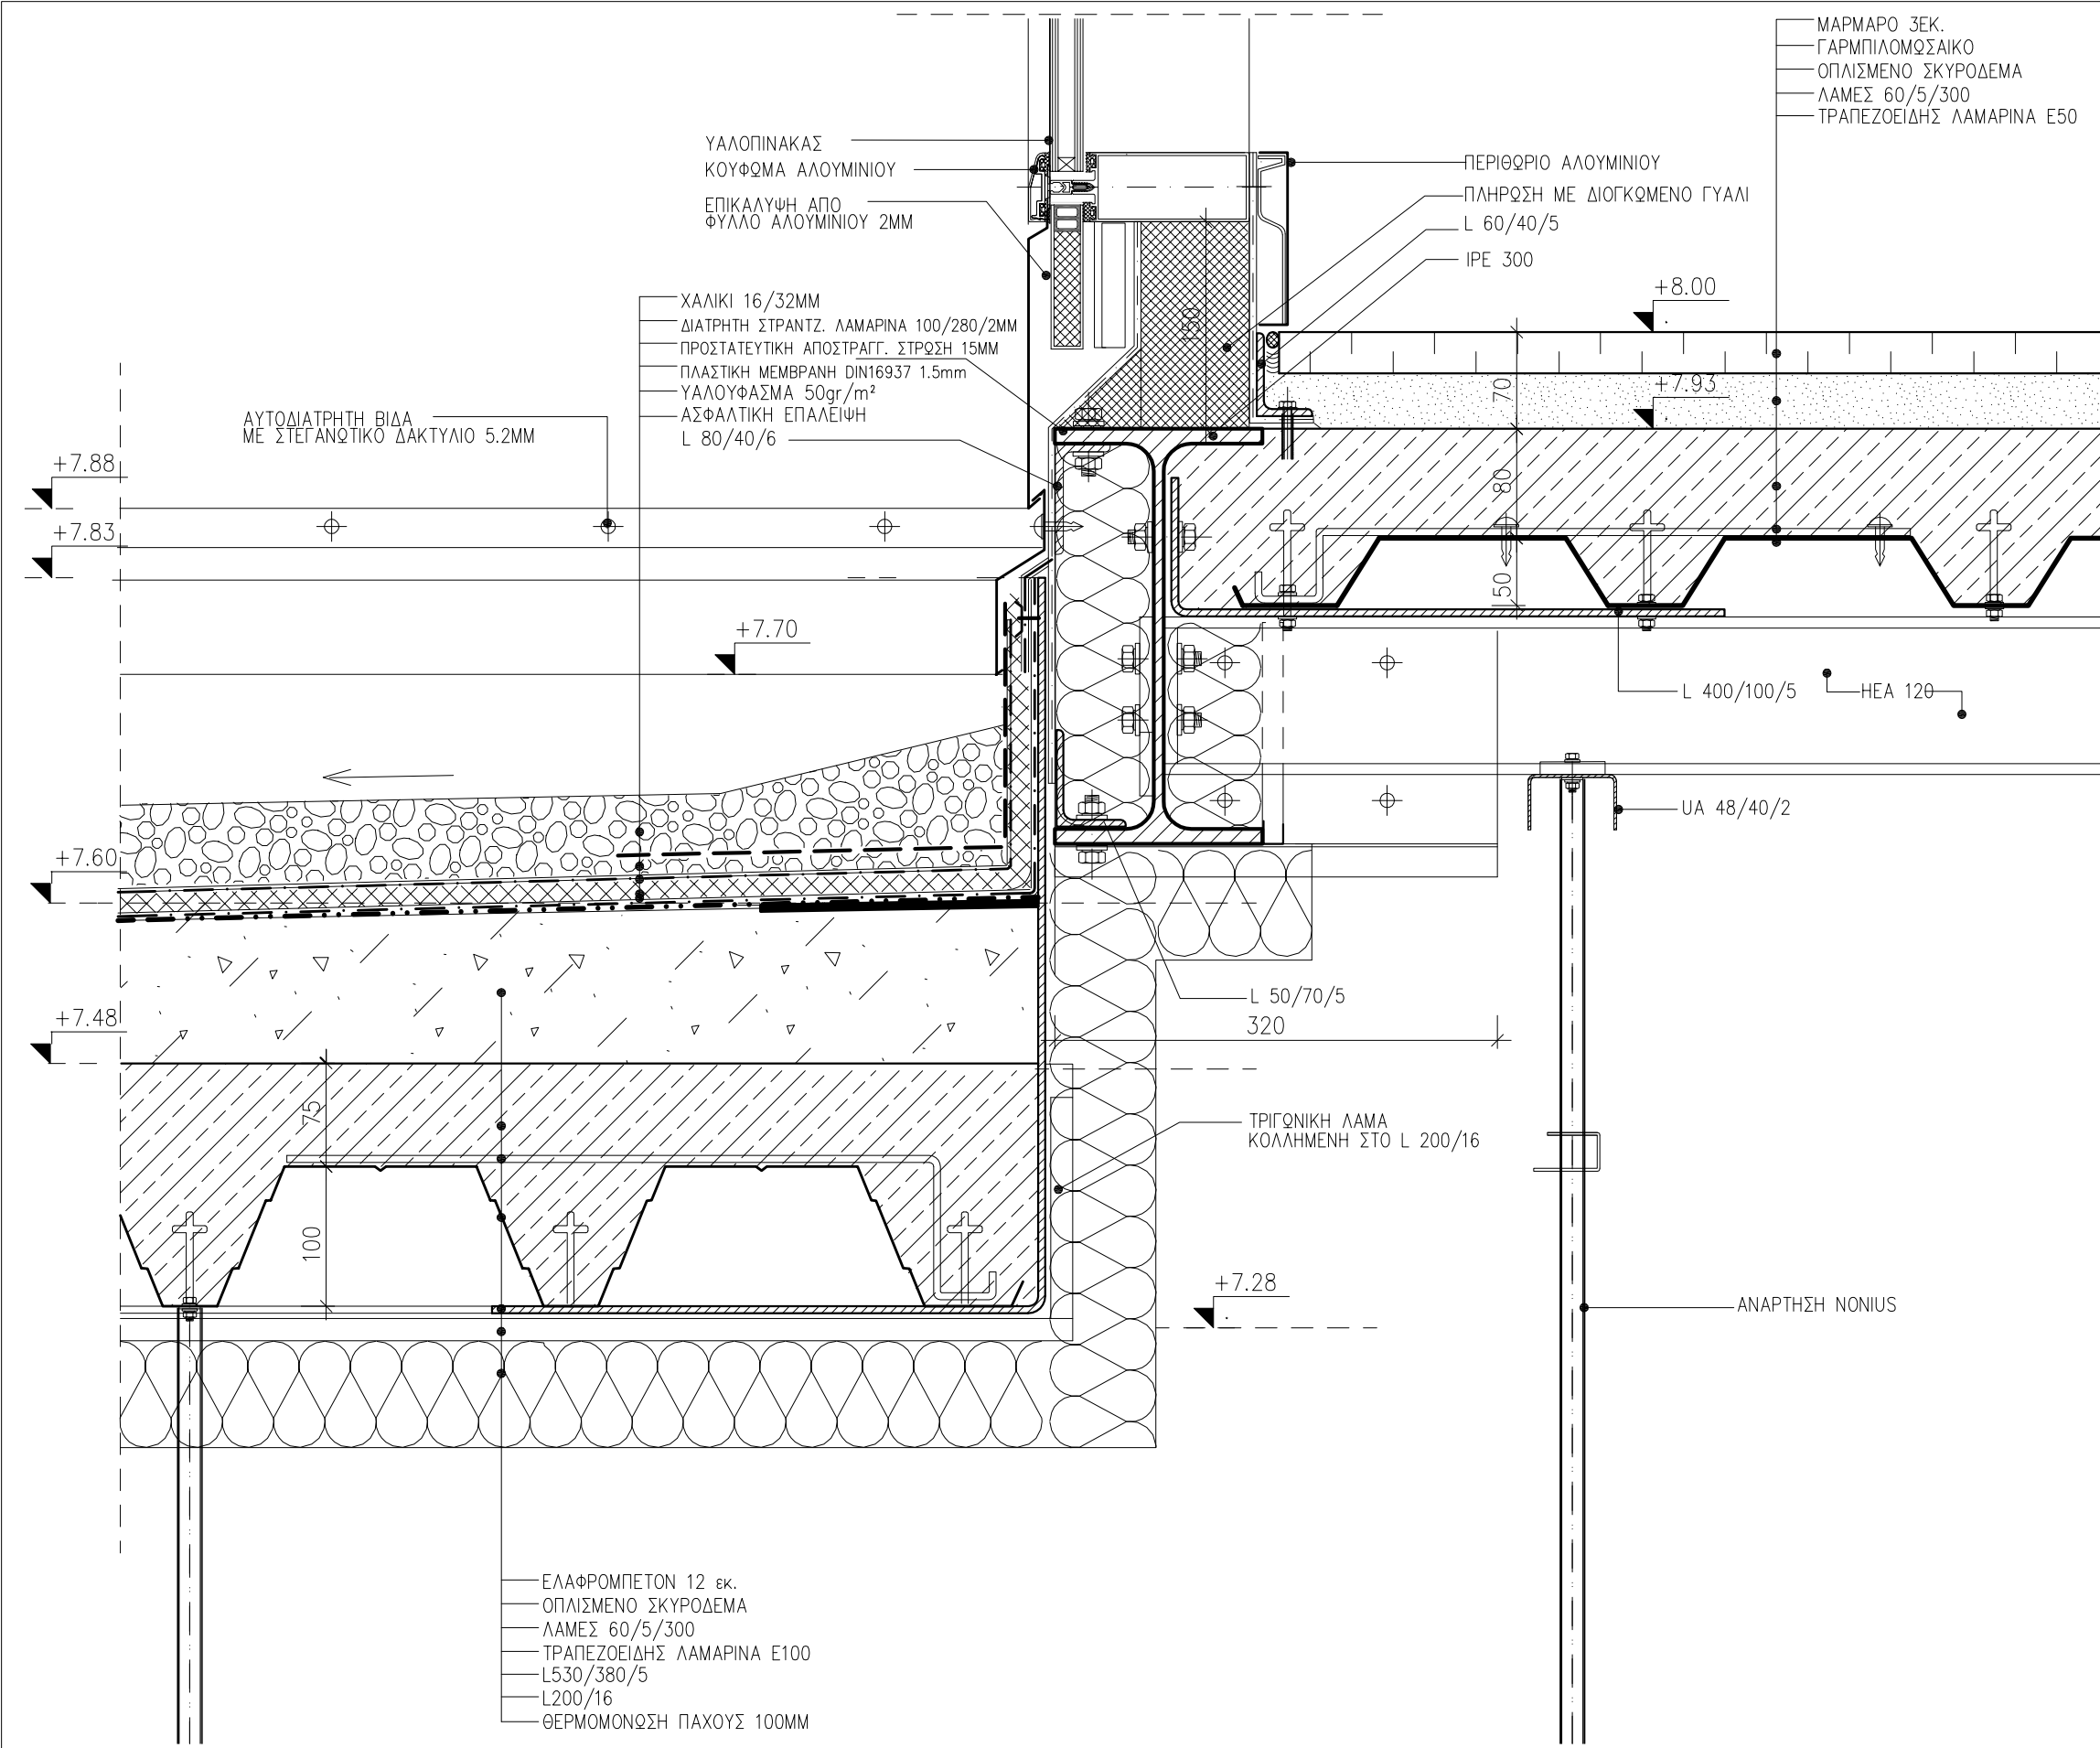 ΜΑΡΜΑΡΟ 3ΕΚ.
ΓΑΡΜΠΙΛΟΜΩΣΑΙΚΟ
ΟΠΛΙΣΜΕΝΟ ΣΚΥΡΟΔΕΜΑ
ΛΑΜΕΣ 60/5/300
ΤΡΑΠΕΖΟΕΙΔΗΣ ΛΑΜΑΡΙΝΑ Ε50
ΥΑΛΟΠΙΝΑΚΑΣ
ΚΟΥΦΩΜΑ ΑΛΟΥΜΙΝΙΟΥ
ΕΠΙΚΑΛΥΨΗ ΑΠΟ
ΦΥΛΛΟ ΑΛΟΥΜΙΝΙΟΥ 2ΜΜ
ΠΕΡΙΘΩΡΙΟ ΑΛΟΥΜΙΝΙΟΥ
ΠΛΗΡΩΣΗ ΜΕ ΔΙΟΓΚΩΜΕΝΟ ΓΥΑΛΙ
L 60/40/5
IPE 300
ΧΑΛΙΚΙ 16/32ΜΜ
ΔΙΑΤΡΗΤΗ ΣΤΡΑΝΤΖ. ΛΑΜΑΡΙΝΑ 100/280/2ΜΜ
ΠΡΟΣΤΑΤΕΥΤΙΚΗ ΑΠΟΣΤΡΑΓΓ. ΣΤΡΩΣΗ 15ΜΜ
ΠΛΑΣΤΙΚΗ ΜΕΜΒΡΑΝΗ DIN16937 1.5mm
ΥΑΛΟΥΦΑΣΜΑ 50gr/m²
ΑΣΦΑΛΤΙΚΗ ΕΠΑΛΕΙΨΗ
L 80/40/6
ΑΥΤΟΔΙΑΤΡΗΤΗ ΒΙΔΑ
ΜΕ ΣΤΕΓΑΝΩΤΙΚΟ ΔΑΚΤΥΛΙΟ 5.2ΜΜ
+8.00
+7.93
150
70
80
50
+7.88
+7.83
+7.70
+7.60
+7.48
L 400/100/5
HEA 120
UA 48/40/2
L 50/70/5
320
ΤΡΙΓΩΝΙΚΗ ΛΑΜΑ
ΚΟΛΛΗΜΕΝΗ ΣΤΟ L 200/16
75
100
+7.28
ΑΝΑΡΤΗΣΗ NONIUS
ΕΛΑΦΡΟΜΠΕΤΟΝ 12 εκ.
ΟΠΛΙΣΜΕΝΟ ΣΚΥΡΟΔΕΜΑ
ΛΑΜΕΣ 60/5/300
ΤΡΑΠΕΖΟΕΙΔΗΣ ΛΑΜΑΡΙΝΑ Ε100
L530/380/5
L200/16
ΘΕΡΜΟΜΟΝΩΣΗ ΠΑΧΟΥΣ 100ΜΜ